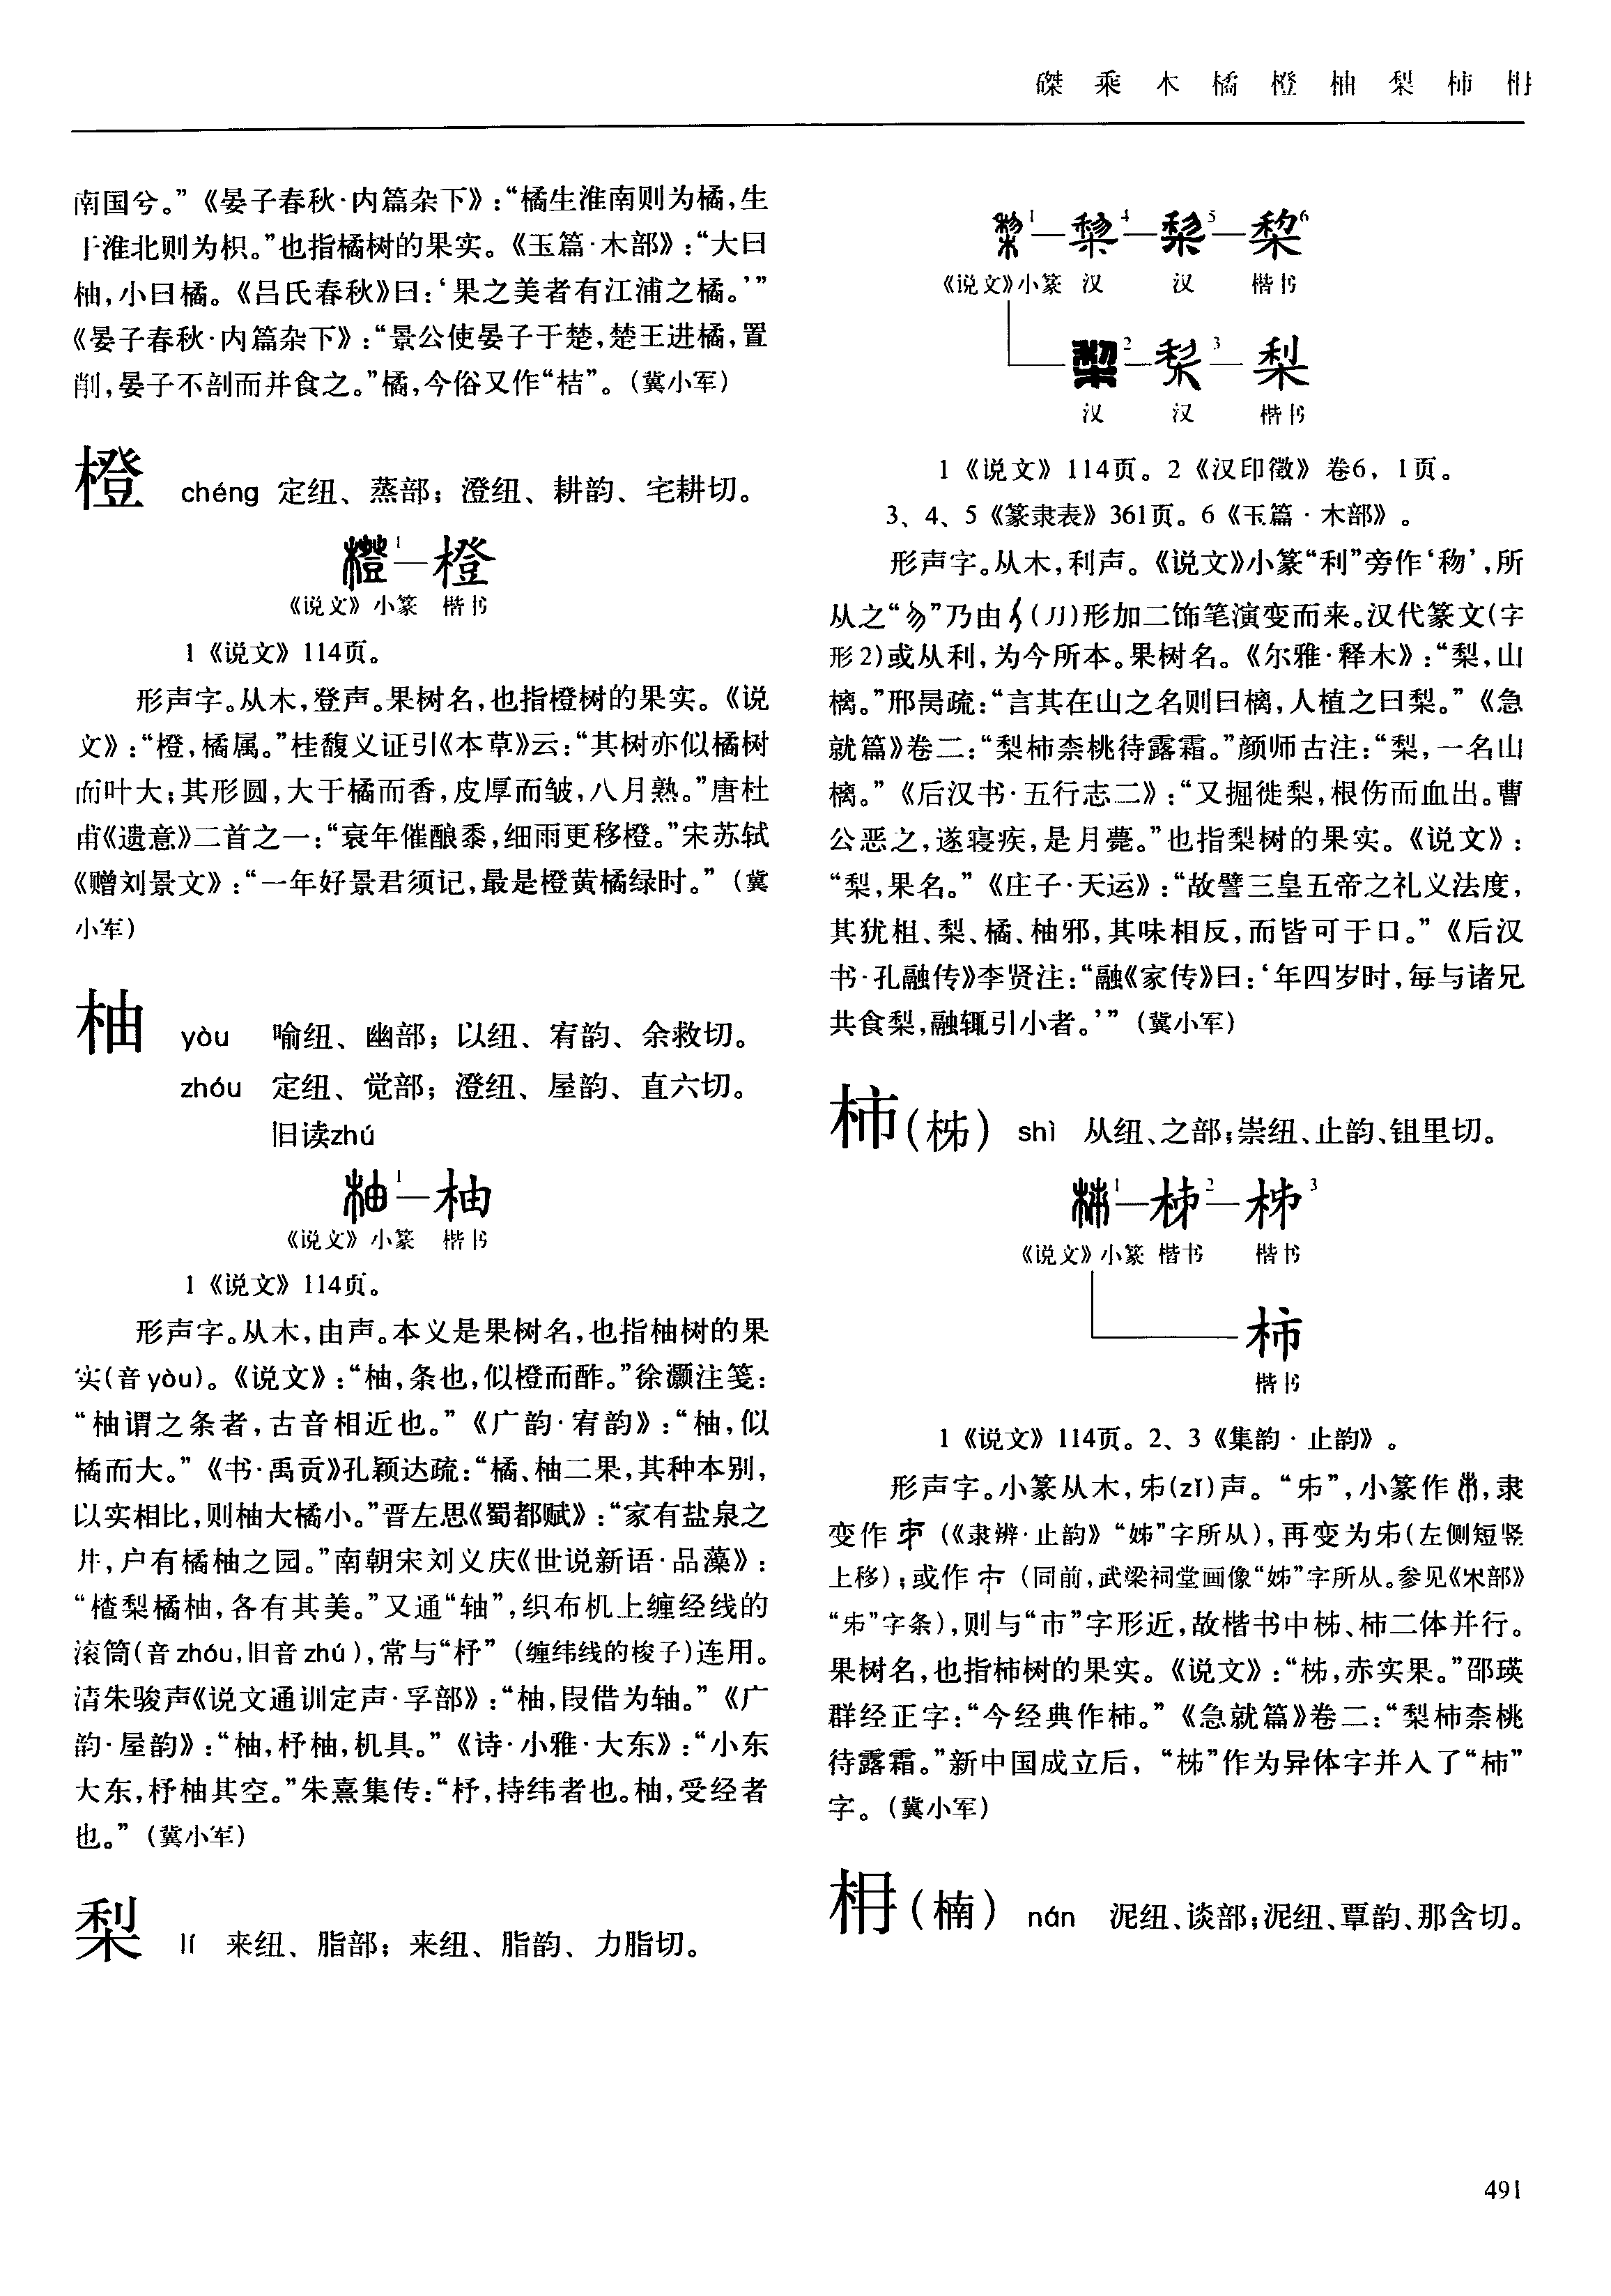 磔 乘 木 橘 橙 柚 梨 柿 枏
南国兮。”《晏子春秋·内篇杂下》:“橘生淮南则为橘,生
于淮北则为枳。”也指橘树的果实。《玉篇·木部》:“大曰
柚,小曰橘。《吕氏春秋》曰:‘果之美者有江浦之橘。’”
《晏子春秋·内篇杂下》:“景公使晏子于楚,楚王进橘,置
削,晏子不剖而并食之。”橘,今俗又作“桔”。(冀小军)
橙 chéng 定纽、蒸部;澄纽、耕韵、宅耕切。
橙1—橙
《说文》小篆 楷书
1《说文》114页。
形声字。从木,登声。果树名,也指橙树的果实。《说
文》:“橙,橘属。”桂馥义证引《本草》云:“其树亦似橘树
而叶大;其形圆,大于橘而香,皮厚而皱,八月熟。”唐杜
甫《遗意》二首之一:“衰年催酿黍,细雨更移橙。”宋苏轼
《赠刘景文》:“一年好景君须记,最是橙黄橘绿时。”(冀
小军)
柚 yòu 喻纽、幽部;以纽、宥韵、余救切。
zhóu 定纽、觉部;澄纽、屋韵、直六切。
旧读zhú
柚1—柚
《说文》小篆 楷书
1《说文》114页。
形声字。从木,由声。本义是果树名,也指柚树的果
实(音yòu)。《说文》:“柚,条也,似橙而酢。”徐灏注笺:
“柚谓之条者,古音相近也。”《广韵·宥韵》:“柚,似
橘而大。”《书·禹贡》孔颖达疏:“橘、柚二果,其种本别,
以实相比,则柚大橘小。”晋左思《蜀都赋》:“家有盐泉之
井,户有橘柚之园。”南朝宋刘义庆《世说新语·品藻》:
“楂梨橘柚,各有其美。”又通“轴”,织布机上缠经线的
滚筒(音zhóu,旧音zhú),常与“杼”(缠纬线的梭子)连用。
清朱骏声《说文通训定声·孚部》:“柚,叚借为轴。”《广
韵·屋韵》:“柚,杼柚,机具。”《诗·小雅·大东》:“小东
大东,杼柚其空。”朱熹集传:“杼,持纬者也。柚,受经者
也。”(冀小军)
梨 lí 来纽、脂部;来纽、脂韵、力脂切。
1—4—5—棃6
《说文》小篆 汉 汉 楷书
2—3—梨
汉 汉 楷书
1《说文》114页。2《汉印徵》卷6,1页。
3、4、5《篆隶表》361页。6《玉篇·木部》。
形声字。从木,利声。《说文》小篆“利”旁作‘𥝢’,所
从之“”乃由(刀)形加二饰笔演变而来。汉代篆文(字
形2)或从利,为今所本。果树名。《尔雅·释木》:“梨,山
樆。”邢昺疏:“言其在山之名则曰樆,人植之曰梨。”《急
就篇》卷二:“梨柿柰桃待露霜。”颜师古注:“梨,一名山
樆。”《后汉书·五行志二》:“又掘徙梨,根伤而血出。曹
公恶之,遂寝疾,是月薨。”也指梨树的果实。《说文》:
“梨,果名。”《庄子·天运》:“故譬三皇五帝之礼义法度,
其犹柤、梨、橘、柚邪,其味相反,而皆可于口。”《后汉
书·孔融传》李贤注:“融《家传》曰:‘年四岁时,每与诸兄
共食梨,融辄引小者。’”(冀小军)
柿(柹) shì 从纽、之部;崇纽、止韵、鉏里切。
柹1—2—柹3
《说文》小篆 楷书 楷书
柿
楷书
1《说文》114页。2、3《集韵·止韵》。
形声字。小篆从木,𠂔(zǐ)声。“𠂔”,小篆作,隶
变作(《隶辨·止韵》“姊”字所从),再变为𠂔(左侧短竖
上移);或作(同前,武梁祠堂画像“姊”字所从。参见《𣎵部》
“𠂔”字条),则与“市”字形近,故楷书中柹、柿二体并行。
果树名,也指柿树的果实。《说文》:“柹,赤实果。”邵瑛
群经正字:“今经典作柿。”《急就篇》卷二:“梨柿柰桃
待露霜。”新中国成立后,“柹”作为异体字并入了“柿”
字。(冀小军)
枏(楠) nán 泥纽、谈部;泥纽、覃韵、那含切。
491